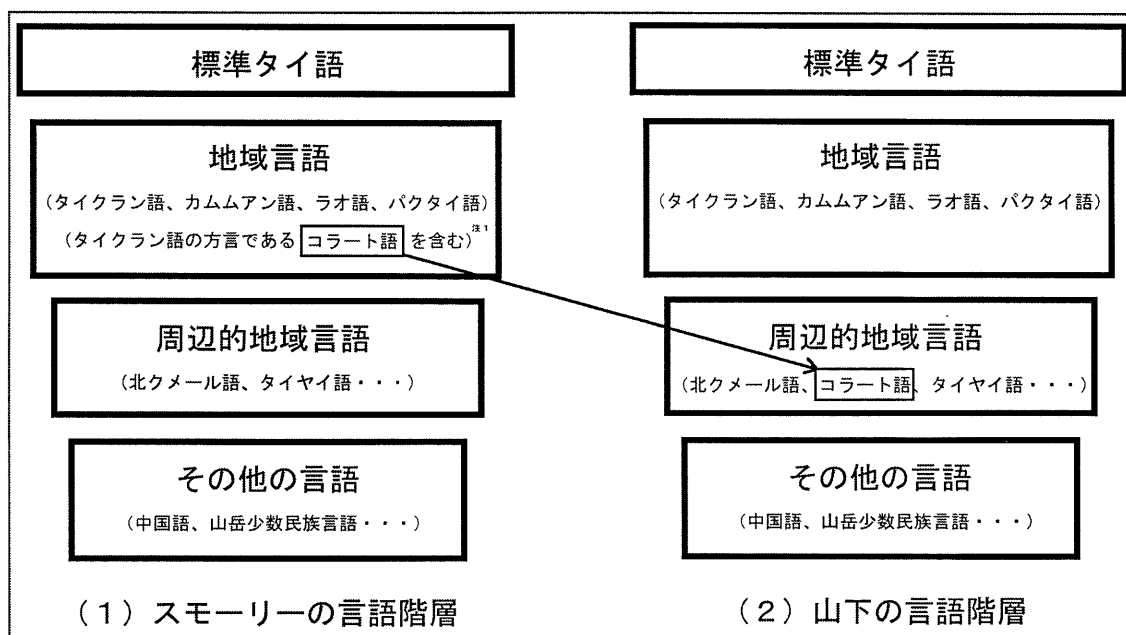 標準タイ語
地域言語
(タイクラン語、カムムアン語、ラオ語、パクタイ語)
(タイクラン語の方言である コラート語 を含む)注1
周辺的地域言語
(北クメール語、タイヤイ語・・・)
その他の言語
(中国語、山岳少数民族言語・・・)
(1)スモーリーの言語階層
標準タイ語
地域言語
(タイクラン語、カムムアン語、ラオ語、パクタイ語)
周辺的地域言語
(北クメール語、コラート語、タイヤイ語・・・)
その他の言語
(中国語、山岳少数民族言語・・・)
(2)山下の言語階層